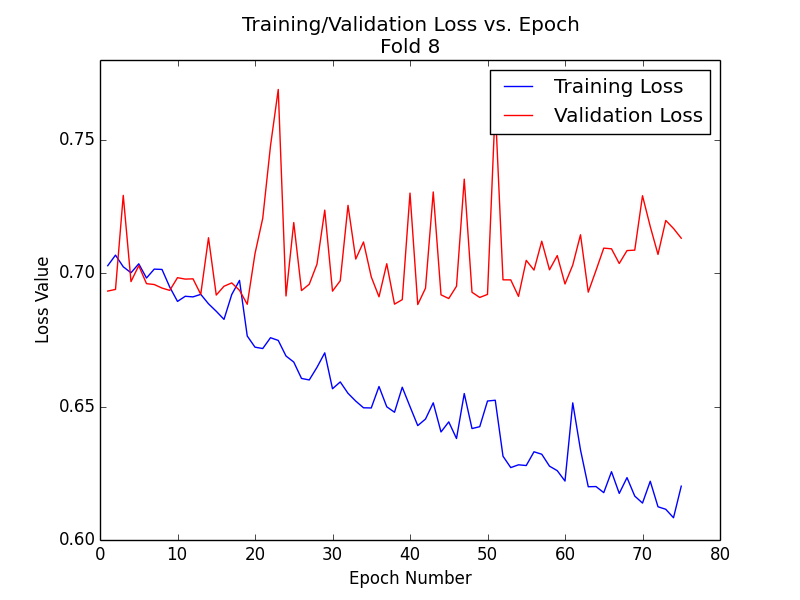 Training/Validation Loss vs. Epoch
Fold 8
Training Loss
Validation Loss
Loss Value
0.75
0.70
0.65
0.60
0 10 20 30 40 50 60 70 80
Epoch Number